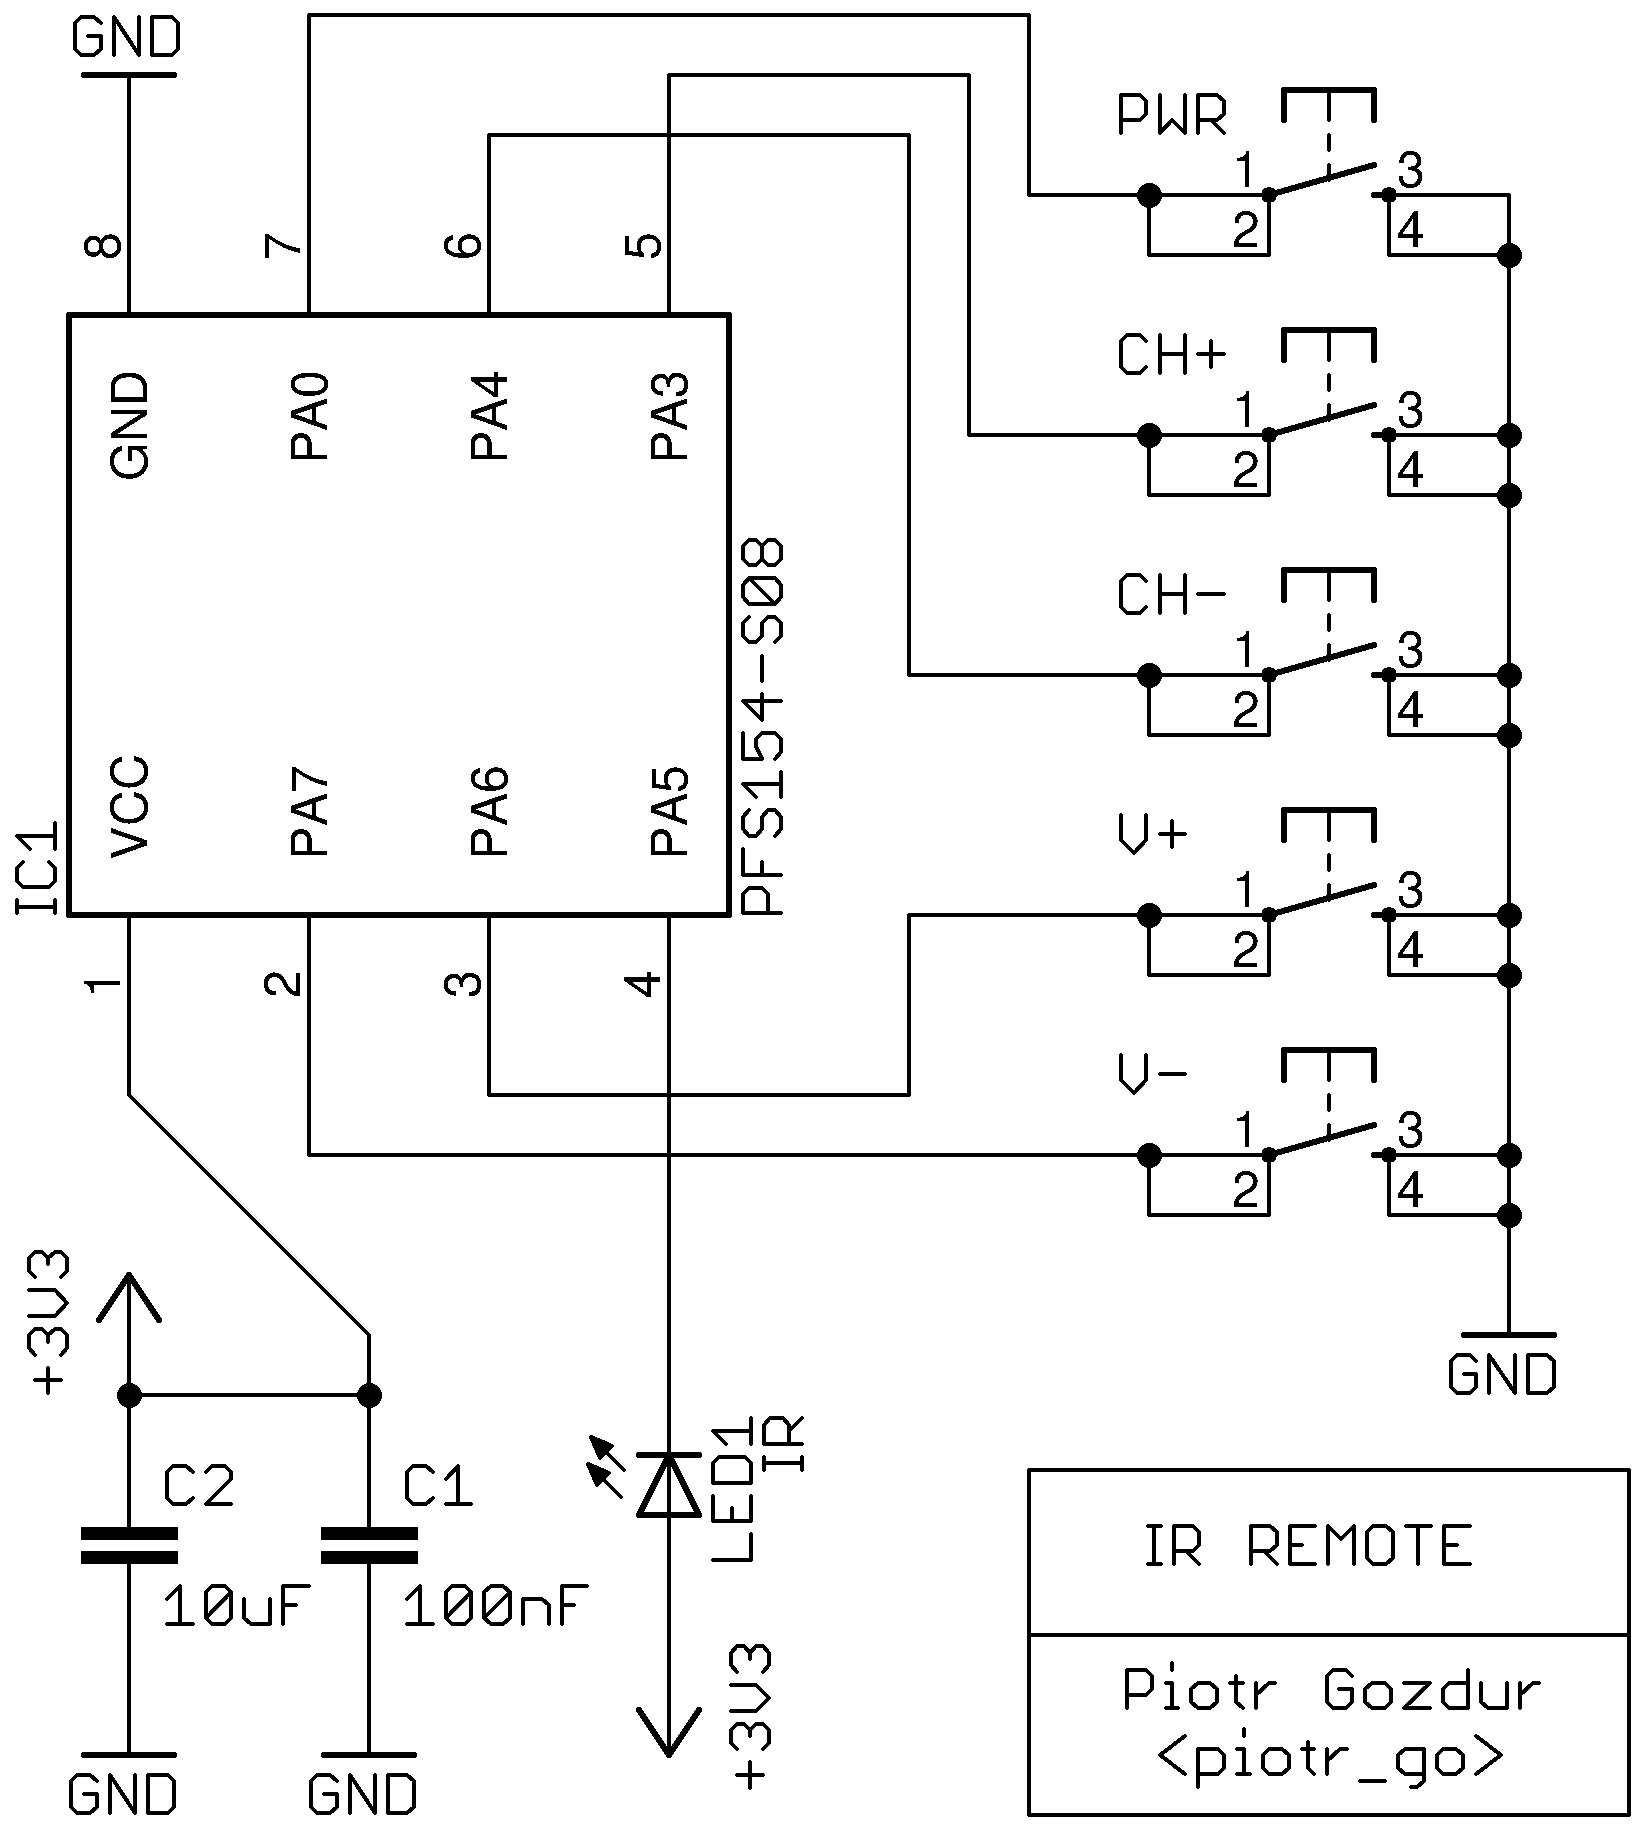 GND
PWR
1
3
2
4
8
7
6
5
CH+
1
3
2
4
GND
PA0
PA4
PA3
CH-
1
3
2
4
PFS154-S08
VCC
PA7
PA6
PA5
IC1
V+
1
3
2
4
1
2
3
4
V-
1
3
2
4
+3V3
GND
C2
C1
LED1
IR
10uF
100nF
+3V3
GND
GND
IR REMOTE
Piotr Gozdur
<piotr_go>